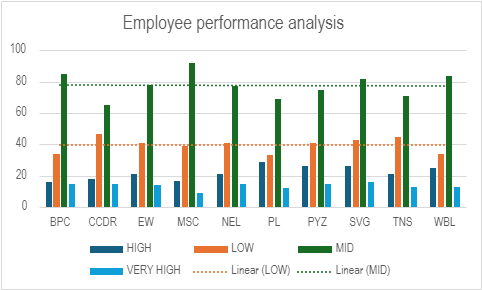 Employee performance analysis
100
80
60
40
20
0
BPC CCDR EW MSC NEL PL PYZ SVG TNS WBL
HIGH LOW MID
VERY HIGH Linear (LOW) Linear (MID)